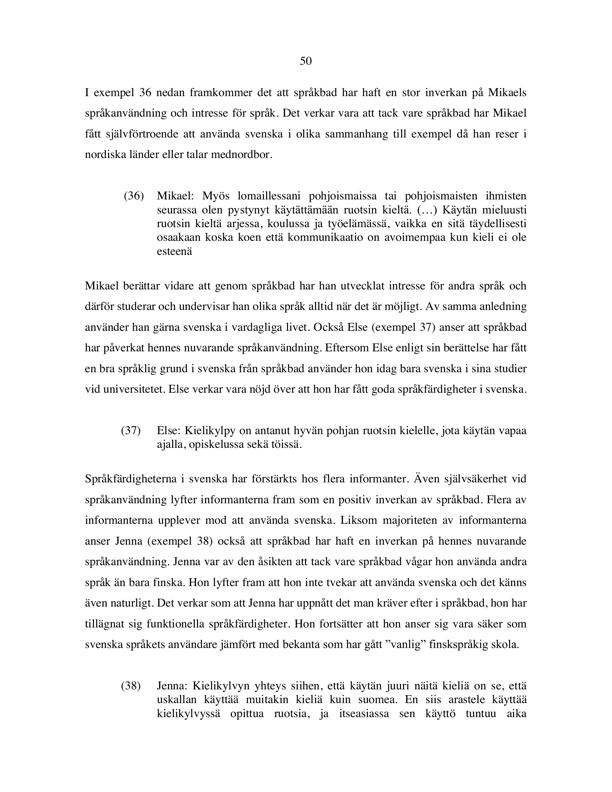 50
I exempel 36 nedan framkommer det att språkbad har haft en stor inverkan på Mikaels
språkanvändning och intresse för språk. Det verkar vara att tack vare språkbad har Mikael
fått självförtroende att använda svenska i olika sammanhang till exempel då han reser i
nordiska länder eller talar mednordbor.
(36) Mikael: Myös lomaillessani pohjoismaissa tai pohjoismaisten ihmisten
seurassa olen pystynyt käytättämään ruotsin kieltä. (…) Käytän mieluusti
ruotsin kieltä arjessa, koulussa ja työelämässä, vaikka en sitä täydellisesti
osaakaan koska koen että kommunikaatio on avoimempaa kun kieli ei ole
esteenä
Mikael berättar vidare att genom språkbad har han utvecklat intresse för andra språk och
därför studerar och undervisar han olika språk alltid när det är möjligt. Av samma anledning
använder han gärna svenska i vardagliga livet. Också Else (exempel 37) anser att språkbad
har påverkat hennes nuvarande språkanvändning. Eftersom Else enligt sin berättelse har fått
en bra språklig grund i svenska från språkbad använder hon idag bara svenska i sina studier
vid universitetet. Else verkar vara nöjd över att hon har fått goda språkfärdigheter i svenska.
(37) Else: Kielikylpy on antanut hyvän pohjan ruotsin kielelle, jota käytän vapaa
ajalla, opiskelussa sekä töissä.
Språkfärdigheterna i svenska har förstärkts hos flera informanter. Även självsäkerhet vid
språkanvändning lyfter informanterna fram som en positiv inverkan av språkbad. Flera av
informanterna upplever mod att använda svenska. Liksom majoriteten av informanterna
anser Jenna (exempel 38) också att språkbad har haft en inverkan på hennes nuvarande
språkanvändning. Jenna var av den åsikten att tack vare språkbad vågar hon använda andra
språk än bara finska. Hon lyfter fram att hon inte tvekar att använda svenska och det känns
även naturligt. Det verkar som att Jenna har uppnått det man kräver efter i språkbad, hon har
tillägnat sig funktionella språkfärdigheter. Hon fortsätter att hon anser sig vara säker som
svenska språkets användare jämfört med bekanta som har gått ”vanlig” finskspråkig skola.
(38) Jenna: Kielikylvyn yhteys siihen, että käytän juuri näitä kieliä on se, että
uskallan käyttää muitakin kieliä kuin suomea. En siis arastele käyttää
kielikylvyssä opittua ruotsia, ja itseasiassa sen käyttö tuntuu aika